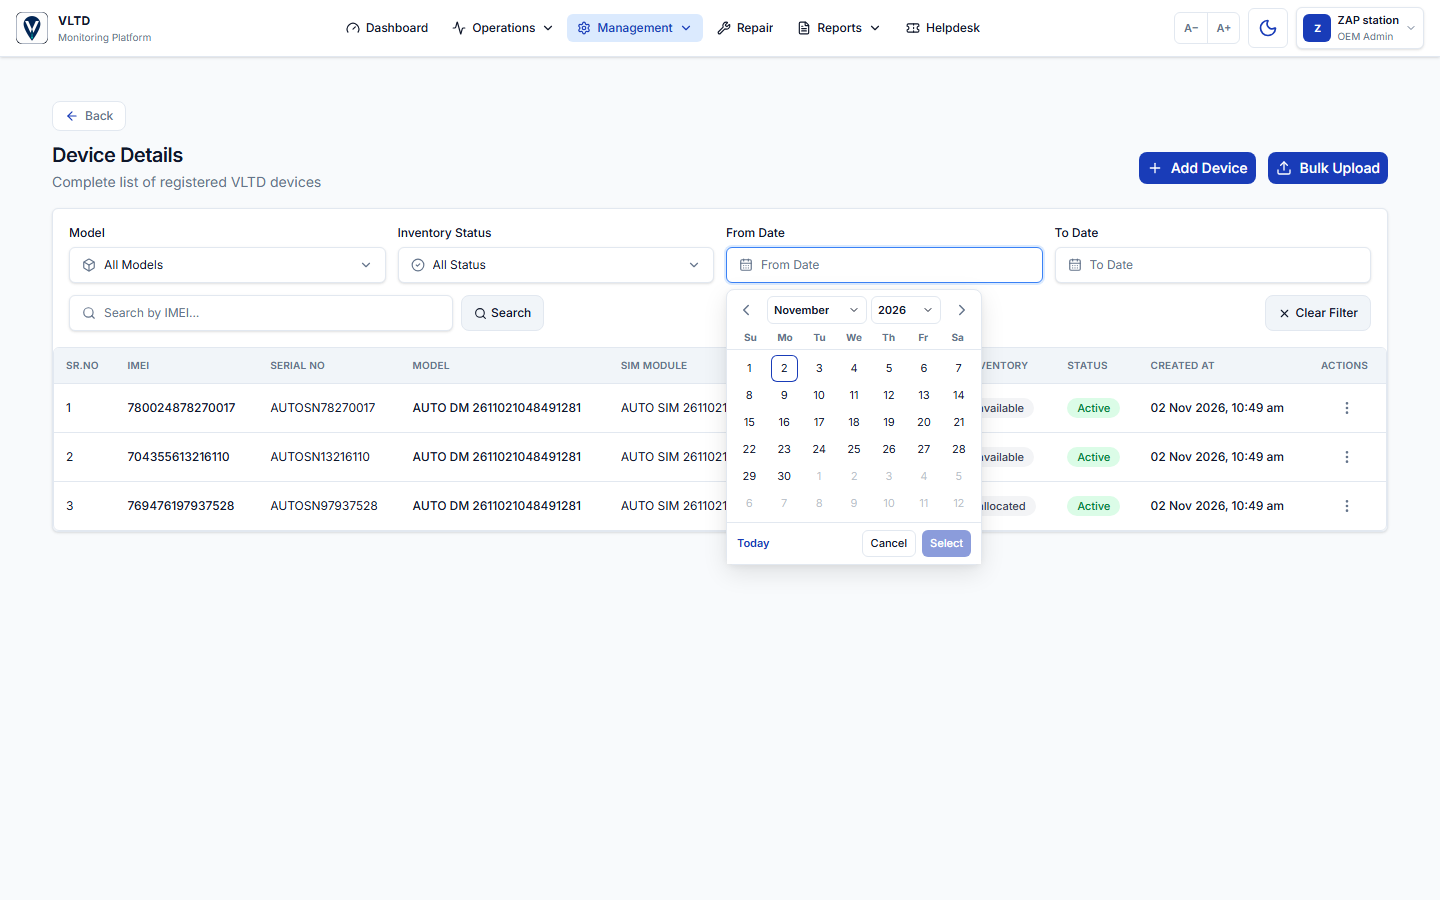 VLTD
Monitoring Platform
Dashboard
Operations
Management
Repair
Reports
Helpdesk
A−
A+
Z
ZAP station
OEM Admin
Back
Device Details
Complete list of registered VLTD devices
Add Device
Bulk Upload
Model
Inventory Status
From Date
To Date
All Models
All Status
From Date
To Date
Search by IMEI...
Search
Clear Filter
November
2026
Su Mo Tu We Th Fr Sa
1 2 3 4 5 6 7
8 9 10 11 12 13 14
15 16 17 18 19 20 21
22 23 24 25 26 27 28
29 30 1 2 3 4 5
6 7 8 9 10 11 12
Today
Cancel
Select
SR.NO IMEI SERIAL NO MODEL SIM MODULE STATUS CREATED AT ACTIONS
1 780024878270017 AUTOSN78270017 AUTO DM 2611021048491281 AUTO SIM 261102 Active 02 Nov 2026, 10:49 am
2 704355613216110 AUTOSN13216110 AUTO DM 2611021048491281 AUTO SIM 261102 Active 02 Nov 2026, 10:49 am
3 769476197937528 AUTOSN97937528 AUTO DM 2611021048491281 AUTO SIM 261102 Active 02 Nov 2026, 10:49 am